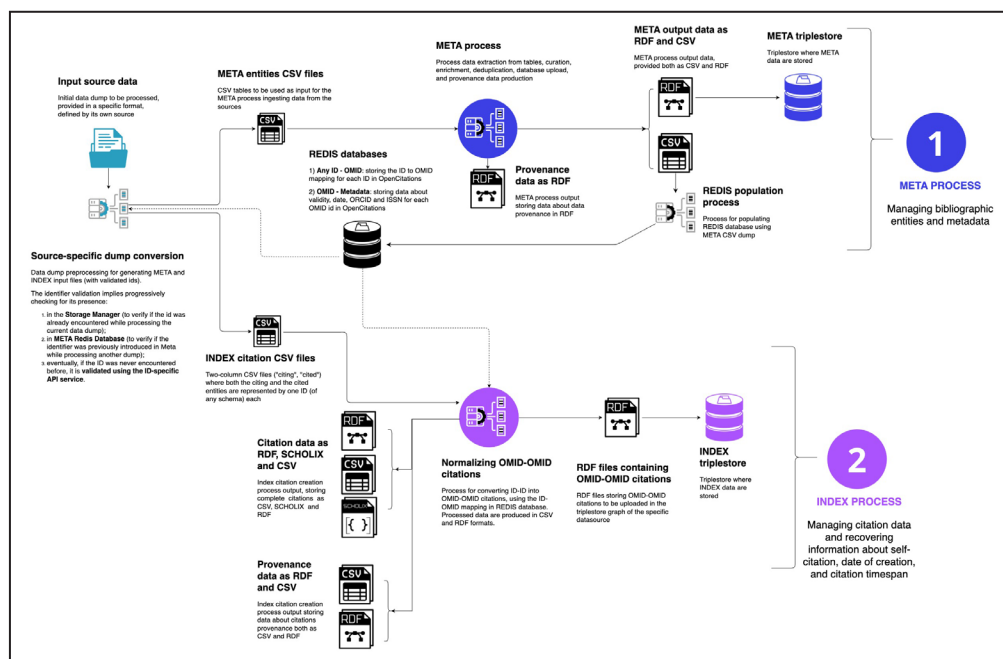 Input source data
Initial data dump to be processed,
provided in a specific format,
defined by its own source
Source-specific dump conversion
Data dump preprocessing for generating META and
INDEX input files (with validated ids).
The identifier validation implies progressively
checking for its presence:
1. in the Storage Manager (to verify if the id was
already encountered while processing the
current data dump);
2. in META Redis Database (to verify if the
identifier was previously introduced in Meta
while processing another dump);
3. eventually, if the ID was never encountered
before, it is validated using the ID-specific
API service.
META entities CSV files
CSV tables to be used as input for the
META process ingesting data from the
sources
CSV
META process
Process data extraction from tables, curation,
enrichment, deduplication, database upload,
and provenance data production
RDF
Provenance
data as RDF
META process output
storing data about data
provenance in RDF
META output data as
RDF and CSV
META process output data,
provided both as CSV and RDF
RDF
CSV
META triplestore
Triplestore where META
data are stored
REDIS population
process
Process for populating
REDIS database using
META CSV dump
REDIS databases
1) Any ID - OMID: storing the ID to OMID
mapping for each ID in OpenCitations
2) OMID - Metadata: storing data about
validity, date, ORCID and ISSN for each
OMID id in OpenCitations
1
META PROCESS
Managing bibliographic
entities and metadata
CSV
INDEX citation CSV files
Two-column CSV files ("citing", "cited")
where both the citing and the cited
entities are represented by one ID (of
any schema) each
Citation data as
RDF, SCHOLIX
and CSV
Index citation creation
process output, storing
complete citations as
CSV, SCHOLIX and
RDF
RDF
CSV
SCHOLIX
{ }
Provenance
data as RDF
and CSV
Index citation creation
process output storing
data about citations
provenance both as
CSV and RDF
CSV
RDF
Normalizing OMID-OMID
citations
Process for converting ID-ID into
OMID-OMID citations, using the ID-
OMID mapping in REDIS database.
Processed data are produced in CSV
and RDF formats.
RDF
RDF files containing
OMID-OMID citations
RDF files storing OMID-OMID
citations to be uploaded in the
triplestore graph of the specific
datasource
INDEX
triplestore
Triplestore where
INDEX data are
stored
2
INDEX PROCESS
Managing citation data
and recovering
information about self-
citation, date of creation,
and citation timespan